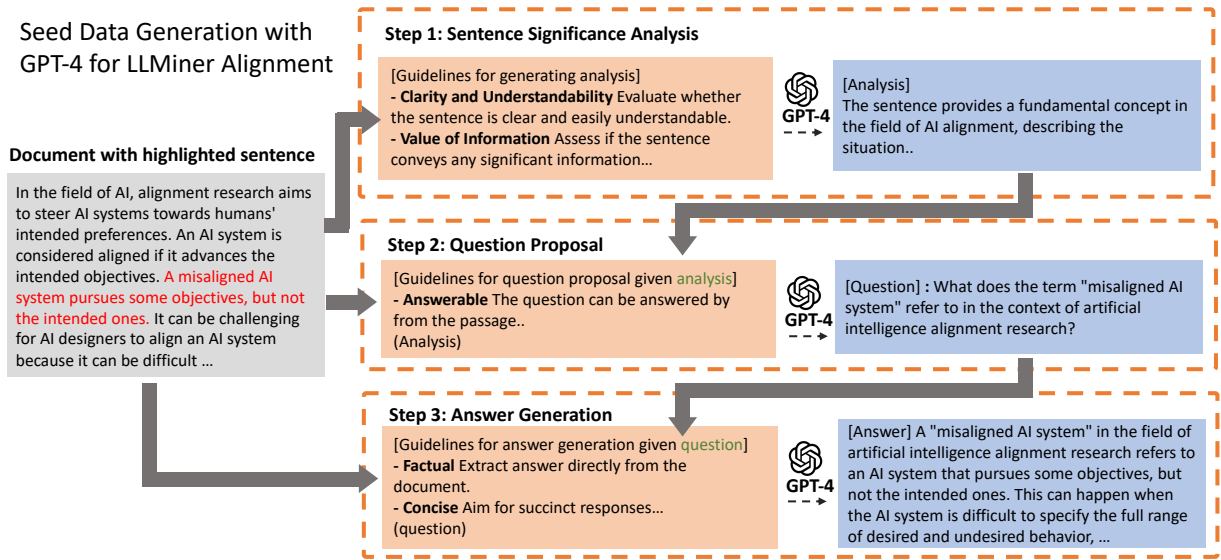 Seed Data Generation with
GPT-4 for LLMiner Alignment
Document with highlighted sentence
In the field of AI, alignment research aims
to steer AI systems towards humans'
intended preferences. An AI system is
considered aligned if it advances the
intended objectives. A misaligned AI
system pursues some objectives, but not
the intended ones. It can be challenging
for AI designers to align an AI system
because it can be difficult ...
Step 1: Sentence Significance Analysis
[Guidelines for generating analysis]
- Clarity and Understandability Evaluate whether
the sentence is clear and easily understandable.
- Value of Information Assess if the sentence
conveys any significant information…
GPT-4
[Analysis]
The sentence provides a fundamental concept in
the field of AI alignment, describing the
situation..
Step 2: Question Proposal
[Guidelines for question proposal given analysis]
- Answerable The question can be answered by
from the passage..
(Analysis)
GPT-4
[Question] : What does the term "misaligned AI
system" refer to in the context of artificial
intelligence alignment research?
Step 3: Answer Generation
[Guidelines for answer generation given question]
- Factual Extract answer directly from the
document.
- Concise Aim for succinct responses…
(question)
GPT-4
[Answer] A "misaligned AI system" in the field of
artificial intelligence alignment research refers to
an AI system that pursues some objectives, but
not the intended ones. This can happen when
the AI system is difficult to specify the full range
of desired and undesired behavior, ...